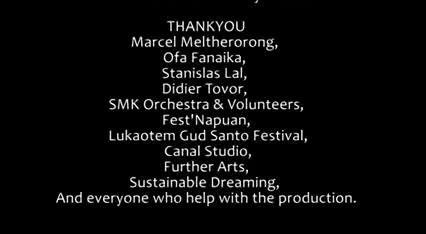 THANKYOU
Marcel Meltherorong,
Ofa Fanaika,
Stanislas Lal,
Didier Tovor,
SMK Orchestra & Volunteers,
Fest'Napuan,
Lukaotem Gud Santo Festival,
Canal Studio,
Further Arts,
Sustainable Dreaming,
And everyone who help with the production.